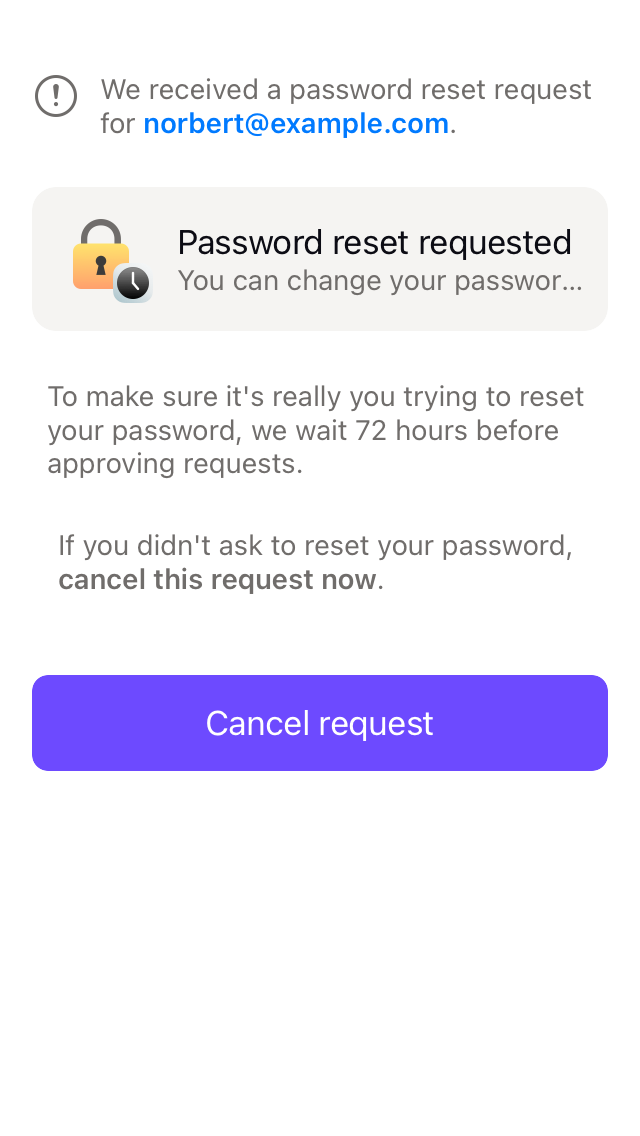 We received a password reset request
for norbert@example.com.
Password reset requested
You can change your passwor...
To make sure it's really you trying to reset
your password, we wait 72 hours before
approving requests.
If you didn't ask to reset your password,
cancel this request now.
Cancel request